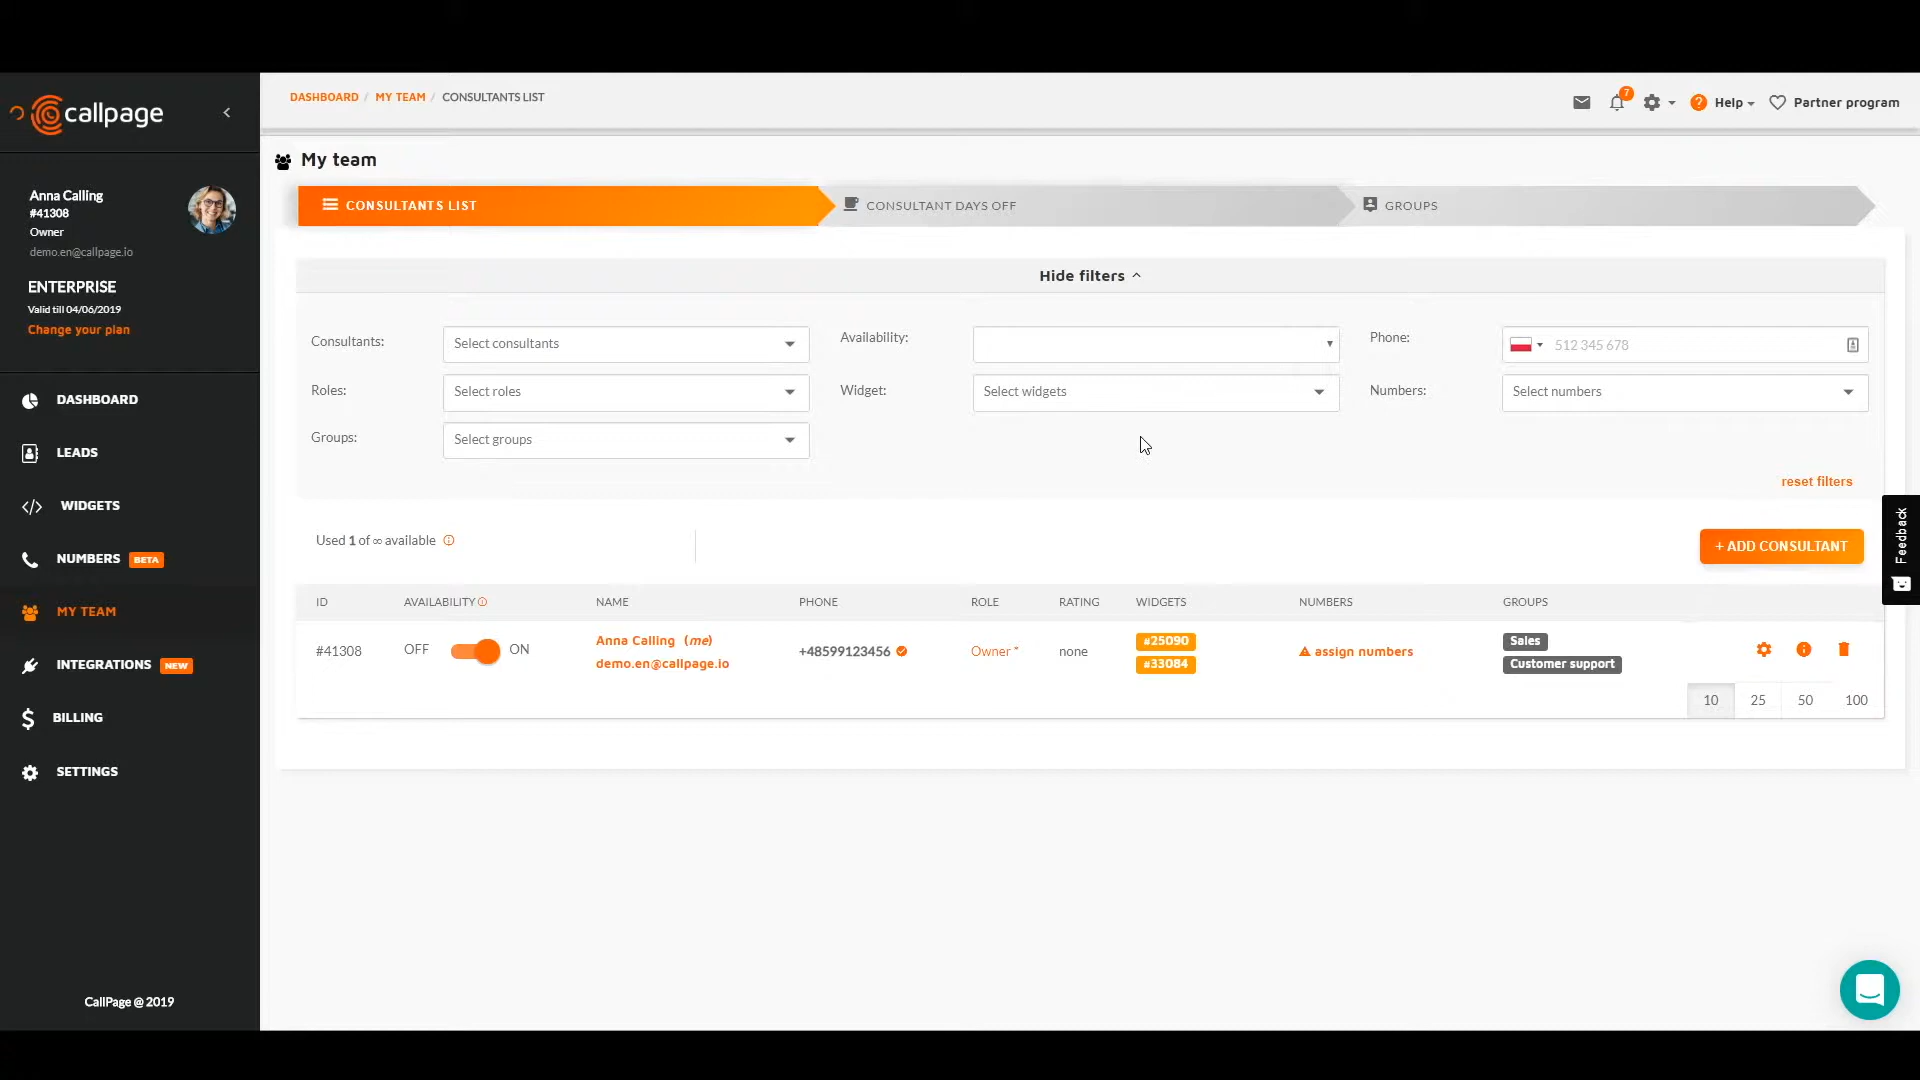 callpage
DASHBOARD / MY TEAM / CONSULTANTS LIST
7
Help
Partner program
Anna Calling
#41308
Owner
demo.en@callpage.io
ENTERPRISE
Valid till 04/06/2019
Change your plan
DASHBOARD
LEADS
WIDGETS
NUMBERS BETA
MY TEAM
INTEGRATIONS NEW
BILLING
SETTINGS
CallPage @ 2019
My team
CONSULTANTS LIST
CONSULTANT DAYS OFF
GROUPS
Hide filters
Consultants: Select consultants
Availability:
Phone: 512 345 678
Roles: Select roles
Widget: Select widgets
Numbers: Select numbers
Groups: Select groups
reset filters
Used 1 of ∞ available
+ ADD CONSULTANT
ID AVAILABILITY NAME PHONE ROLE RATING WIDGETS NUMBERS GROUPS
#41308 OFF ON
Anna Calling (me)
demo.en@callpage.io
+48599123456
Owner *
none
#25090
#33084
assign numbers
Sales
Customer support
10 25 50 100
Feedback